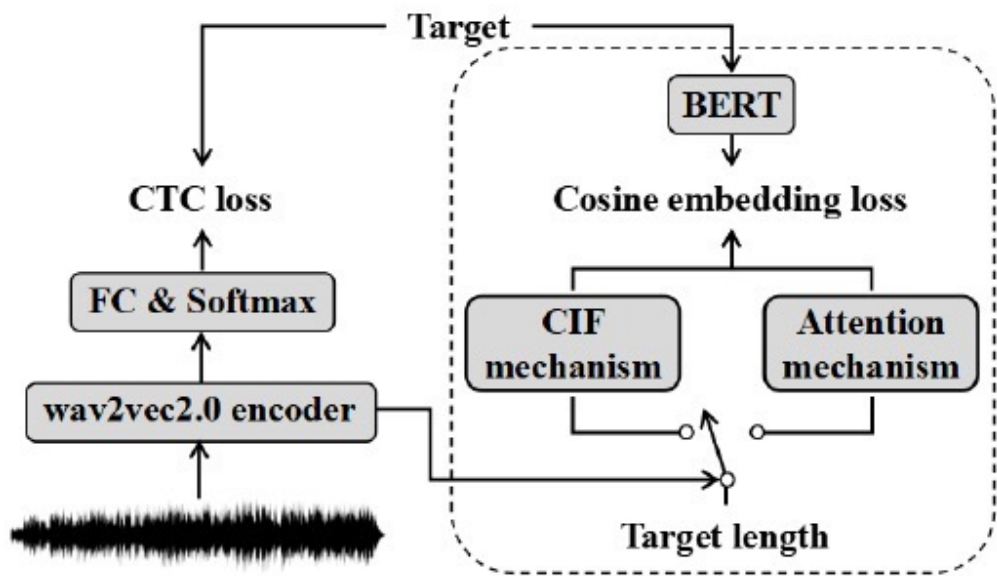 Target
BERT
CTC loss
Cosine embedding loss
FC & Softmax
CIF
mechanism
Attention
mechanism
wav2vec2.0 encoder
Target length